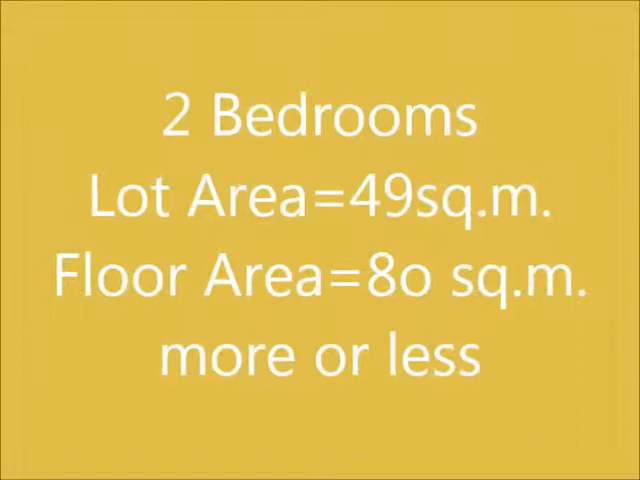 2 Bedrooms
Lot Area=49sq.m.
Floor Area=8o sq.m.
more or less